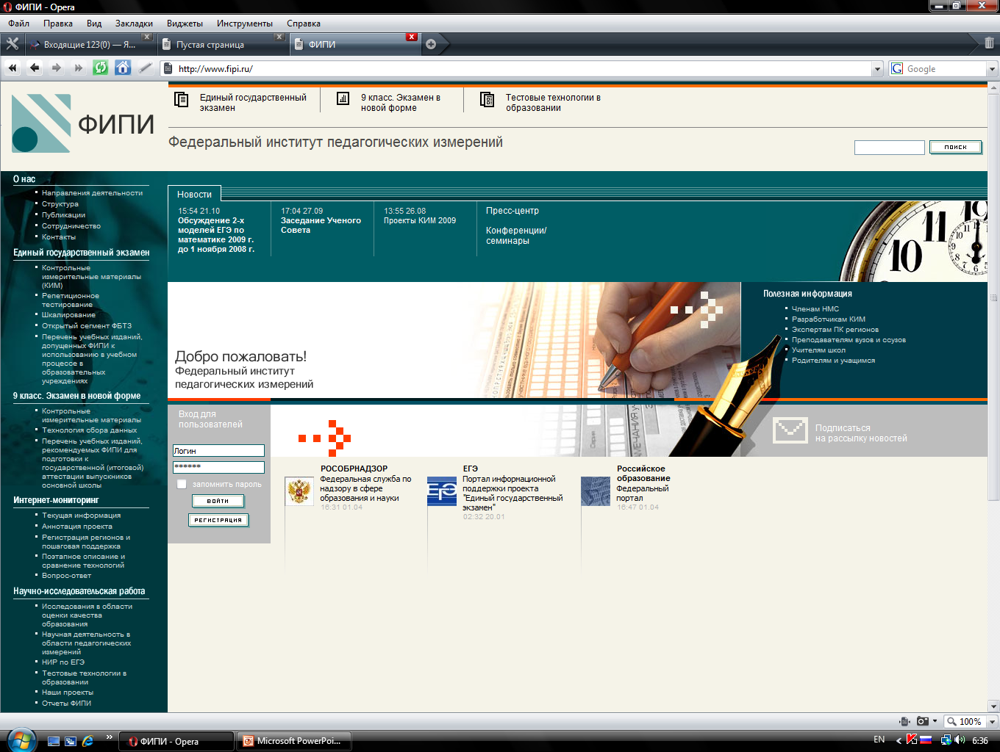 ФИПИ - Opera
Файл Правка Вид Закладки Виджеты Инструменты Справка
Входящие 123(0) — Я...
Пустая страница
ФИПИ
http://www.fipi.ru/
Google
ФИПИ
Единый государственный
экзамен
9 класс. Экзамен в
новой форме
Тестовые технологии в
образовании
Федеральный институт педагогических измерений
поиск
О нас
Направления деятельности
Структура
Публикации
Сотрудничество
Контакты
Единый государственный экзамен
Контрольные
измерительные материалы
(КИМ)
Репетиционное
тестирование
Шкалирование
Открытый сегмент ФБТЗ
Перечень учебных изданий,
допущенных ФИПИ к
использованию в учебном
процессе в
образовательных
учреждениях
9 класс. Экзамен в новой форме
Контрольные
измерительные материалы
Технология сбора данных
Перечень учебных изданий,
рекомендуемых ФИПИ для
подготовки к
государственной (итоговой)
аттестации выпускников
основной школы
Интернет-мониторинг
Текущая информация
Аннотация проекта
Регистрация регионов и
пошаговая поддержка
Поэтапное описание и
сравнение технологий
Вопрос-ответ
Научно-исследовательская работа
Исследования в области
оценки качества
образования
Научная деятельность в
области педагогических
измерений
НИР по ЕГЭ
Тестовые технологии в
образовании
Наши проекты
Отчеты ФИПИ
Новости
15:54 21.10
Обсуждение 2-х
моделей ЕГЭ по
математике 2009 г.
до 1 ноября 2008 г.
17:04 27.09
Заседание Ученого
Совета
13:55 26.08
Проекты КИМ 2009
Пресс-центр
Конференции/
семинары
11 12
10
Добро пожаловать!
Федеральный институт
педагогических измерений
Полезная информация
Членам НМС
Разработчикам КИМ
Экспертам ПК регионов
Преподавателям вузов и ссузов
Учителям школ
Родителям и учащимся
Вход для
пользователей
Логин
******
запомнить пароль
войти
регистрация
Подписаться
на рассылку новостей
РОСОБРНАДЗОР
Федеральная служба по
надзору в сфере
образования и науки
16:31 01.04
ЕГЭ
ЕГЭ
Портал информационной
поддержки проекта
"Единый государственный
экзамен"
02:32 20.01
Российское
образование
Федеральный
портал
16:47 01.04
100%
ФИПИ - Opera
Microsoft PowerPoi...
EN
6:36